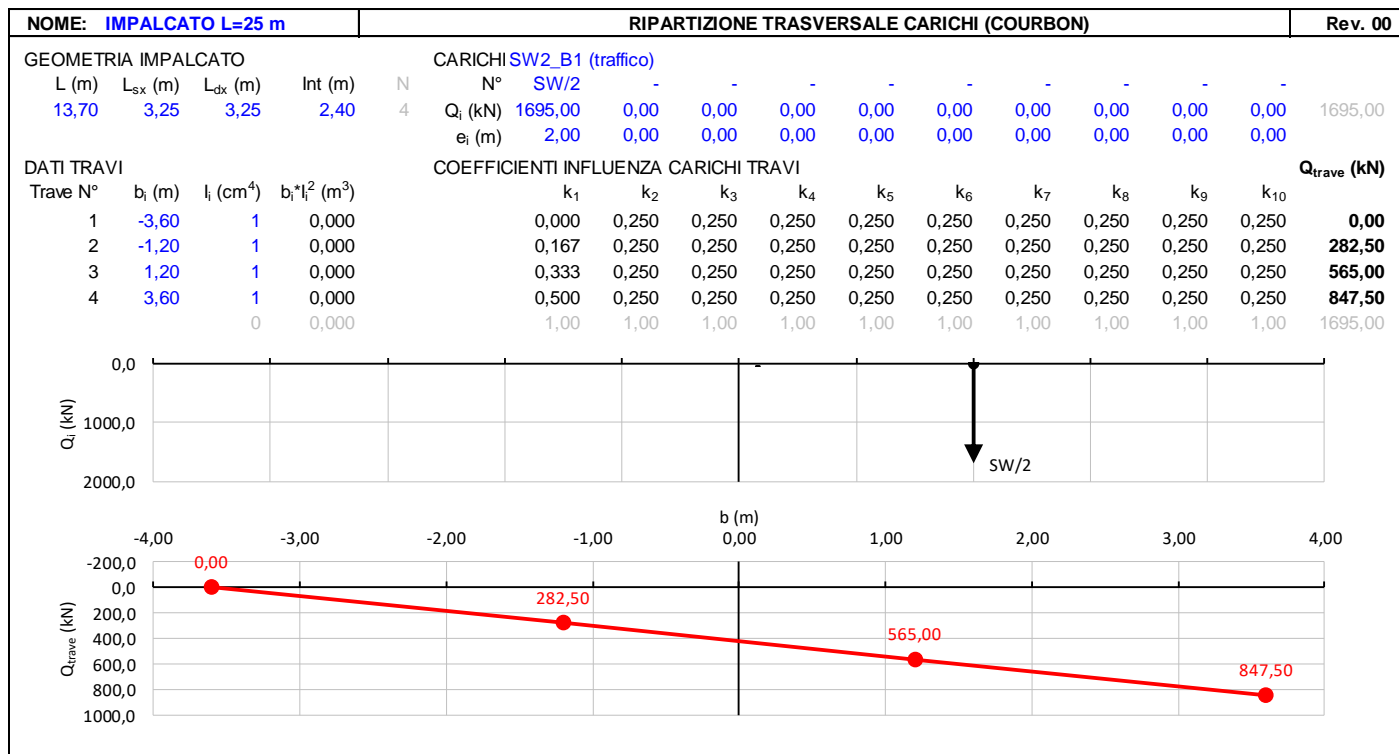 NOME: IMPALCATO L=25 m RIPARTIZIONE TRASVERSALE CARICHI (COURBON) Rev. 00
GEOMETRIA IMPALCATO CARICHI SW2_B1 (traffico)
L (m) Lsx (m) Ldx (m) Int (m) N N° SW/2 - - - - - - - - -
13,70 3,25 3,25 2,40 4 Qi (kN) 1695,00 0,00 0,00 0,00 0,00 0,00 0,00 0,00 0,00 0,00 1695,00
ei (m) 2,00 0,00 0,00 0,00 0,00 0,00 0,00 0,00 0,00 0,00
DATI TRAVI COEFFICIENTI INFLUENZA CARICHI TRAVI Qtrave (kN)
Trave N° bi (m) Ii (cm4) bi*Ii2 (m3) k1 k2 k3 k4 k5 k6 k7 k8 k9 k10
1 -3,60 1 0,000 0,000 0,250 0,250 0,250 0,250 0,250 0,250 0,250 0,250 0,250 0,00
2 -1,20 1 0,000 0,167 0,250 0,250 0,250 0,250 0,250 0,250 0,250 0,250 0,250 282,50
3 1,20 1 0,000 0,333 0,250 0,250 0,250 0,250 0,250 0,250 0,250 0,250 0,250 565,00
4 3,60 1 0,000 0,500 0,250 0,250 0,250 0,250 0,250 0,250 0,250 0,250 0,250 847,50
0 0,000 1,00 1,00 1,00 1,00 1,00 1,00 1,00 1,00 1,00 1,00 1695,00
0,0
-
1000,0
Qi (kN)
SW/2
2000,0
b (m)
-4,00 -3,00 -2,00 -1,00 0,00 1,00 2,00 3,00 4,00
-200,0
0,00
0,0
282,50
200,0
565,00
400,0
Qtrave (kN)
600,0
847,50
800,0
1000,0